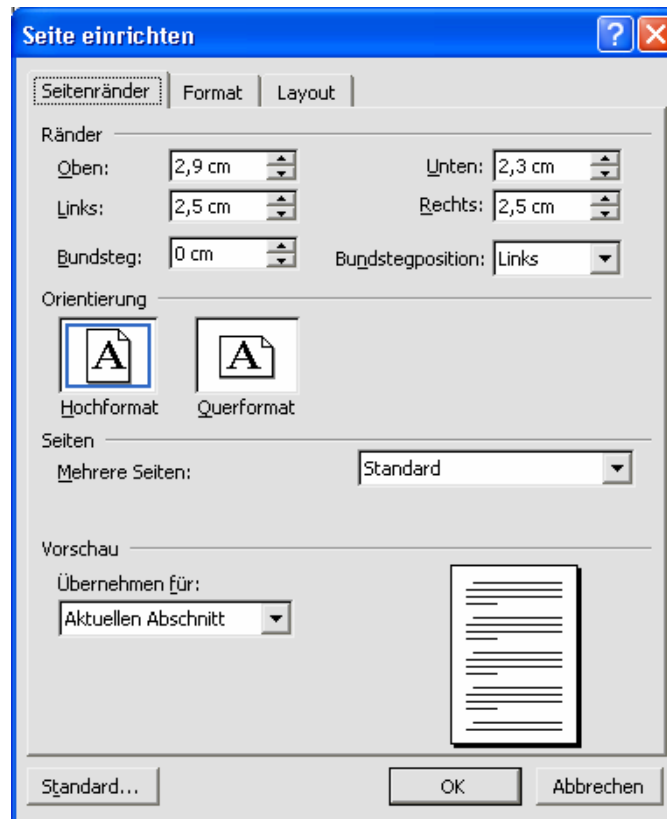 Seite einrichten
Seitenränder Format Layout
Ränder
Oben: 2,9 cm Unten: 2,3 cm
Links: 2,5 cm Rechts: 2,5 cm
Bundsteg: 0 cm Bundstegposition: Links
Orientierung
A A
Hochformat Querformat
Seiten
Mehrere Seiten: Standard
Vorschau
Übernehmen für:
Aktuellen Abschnitt
Standard... OK Abbrechen